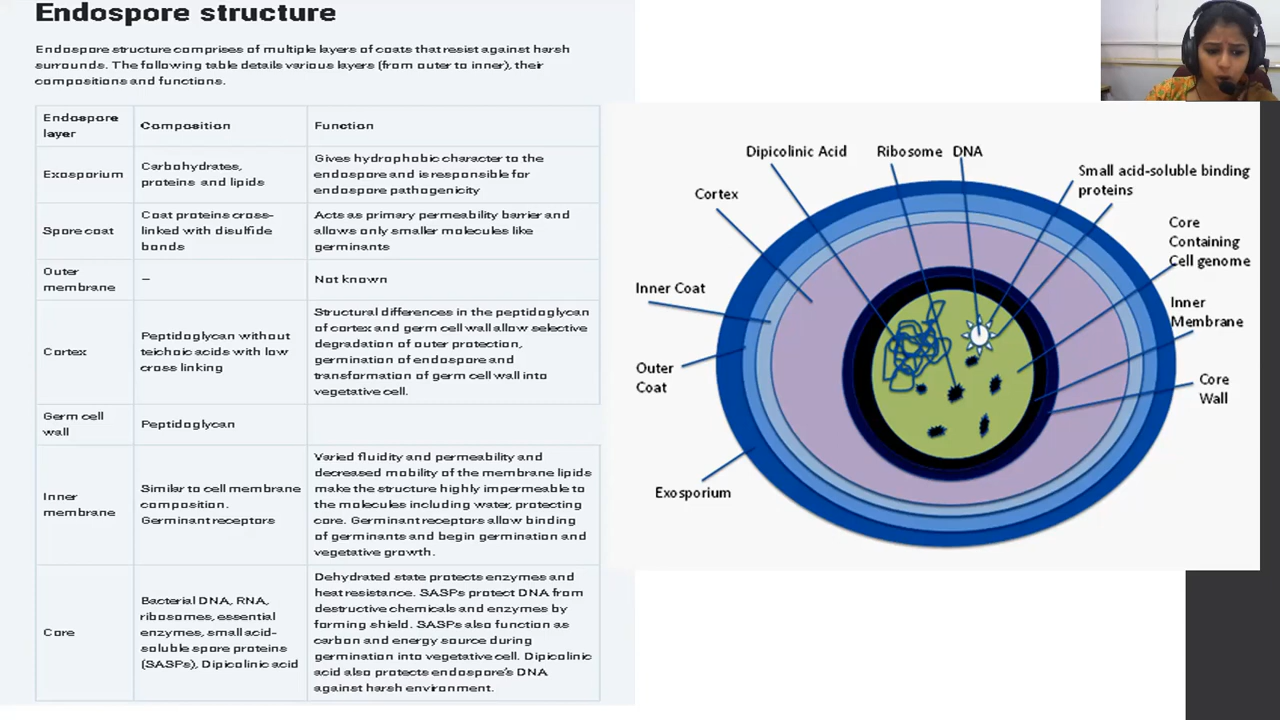 Endospore structure
Endospore structure comprises of multiple layers of coats that resist against harsh
surrounds. The following table details various layers (from outer to inner), their
compositions and functions.
Endospore
layer
Composition
Function
Exosporium
Carbohydrates,
proteins and lipids
Gives hydrophobic character to the
endospore and is responsible for
endospore pathogenicity
Spore coat
Coat proteins cross-
linked with disulfide
bonds
Acts as primary permeability barrier and
allows only smaller molecules like
germinants
Outer
membrane
–
Not known
Cortex
Peptidoglycan without
teichoic acids with low
cross linking
Structural differences in the peptidoglycan
of cortex and germ cell wall allow selective
degradation of outer protection,
germination of endospore and
transformation of germ cell wall into
vegetative cell.
Germ cell
wall
Peptidoglycan
Inner
membrane
Similar to cell membrane
composition.
Germinant receptors
Varied fluidity and permeability and
decreased mobility of the membrane lipids
make the structure highly impermeable to
the molecules including water, protecting
core. Germinant receptors allow binding
of germinants and begin germination and
vegetative growth.
Core
Bacterial DNA, RNA,
ribosomes, essential
enzymes, small acid-
soluble spore proteins
(SASPs), Dipicolinic acid
Dehydrated state protects enzymes and
heat resistance. SASPs protect DNA from
destructive chemicals and enzymes by
forming shield. SASPs also function as
carbon and energy source during
germination into vegetative cell. Dipicolinic
acid also protects endospore's DNA
against harsh environment.
Dipicolinic Acid
Ribosome
DNA
Small acid-soluble binding
proteins
Cortex
Core
Containing
Cell genome
Inner Coat
Inner
Membrane
Outer
Coat
Core
Wall
Exosporium